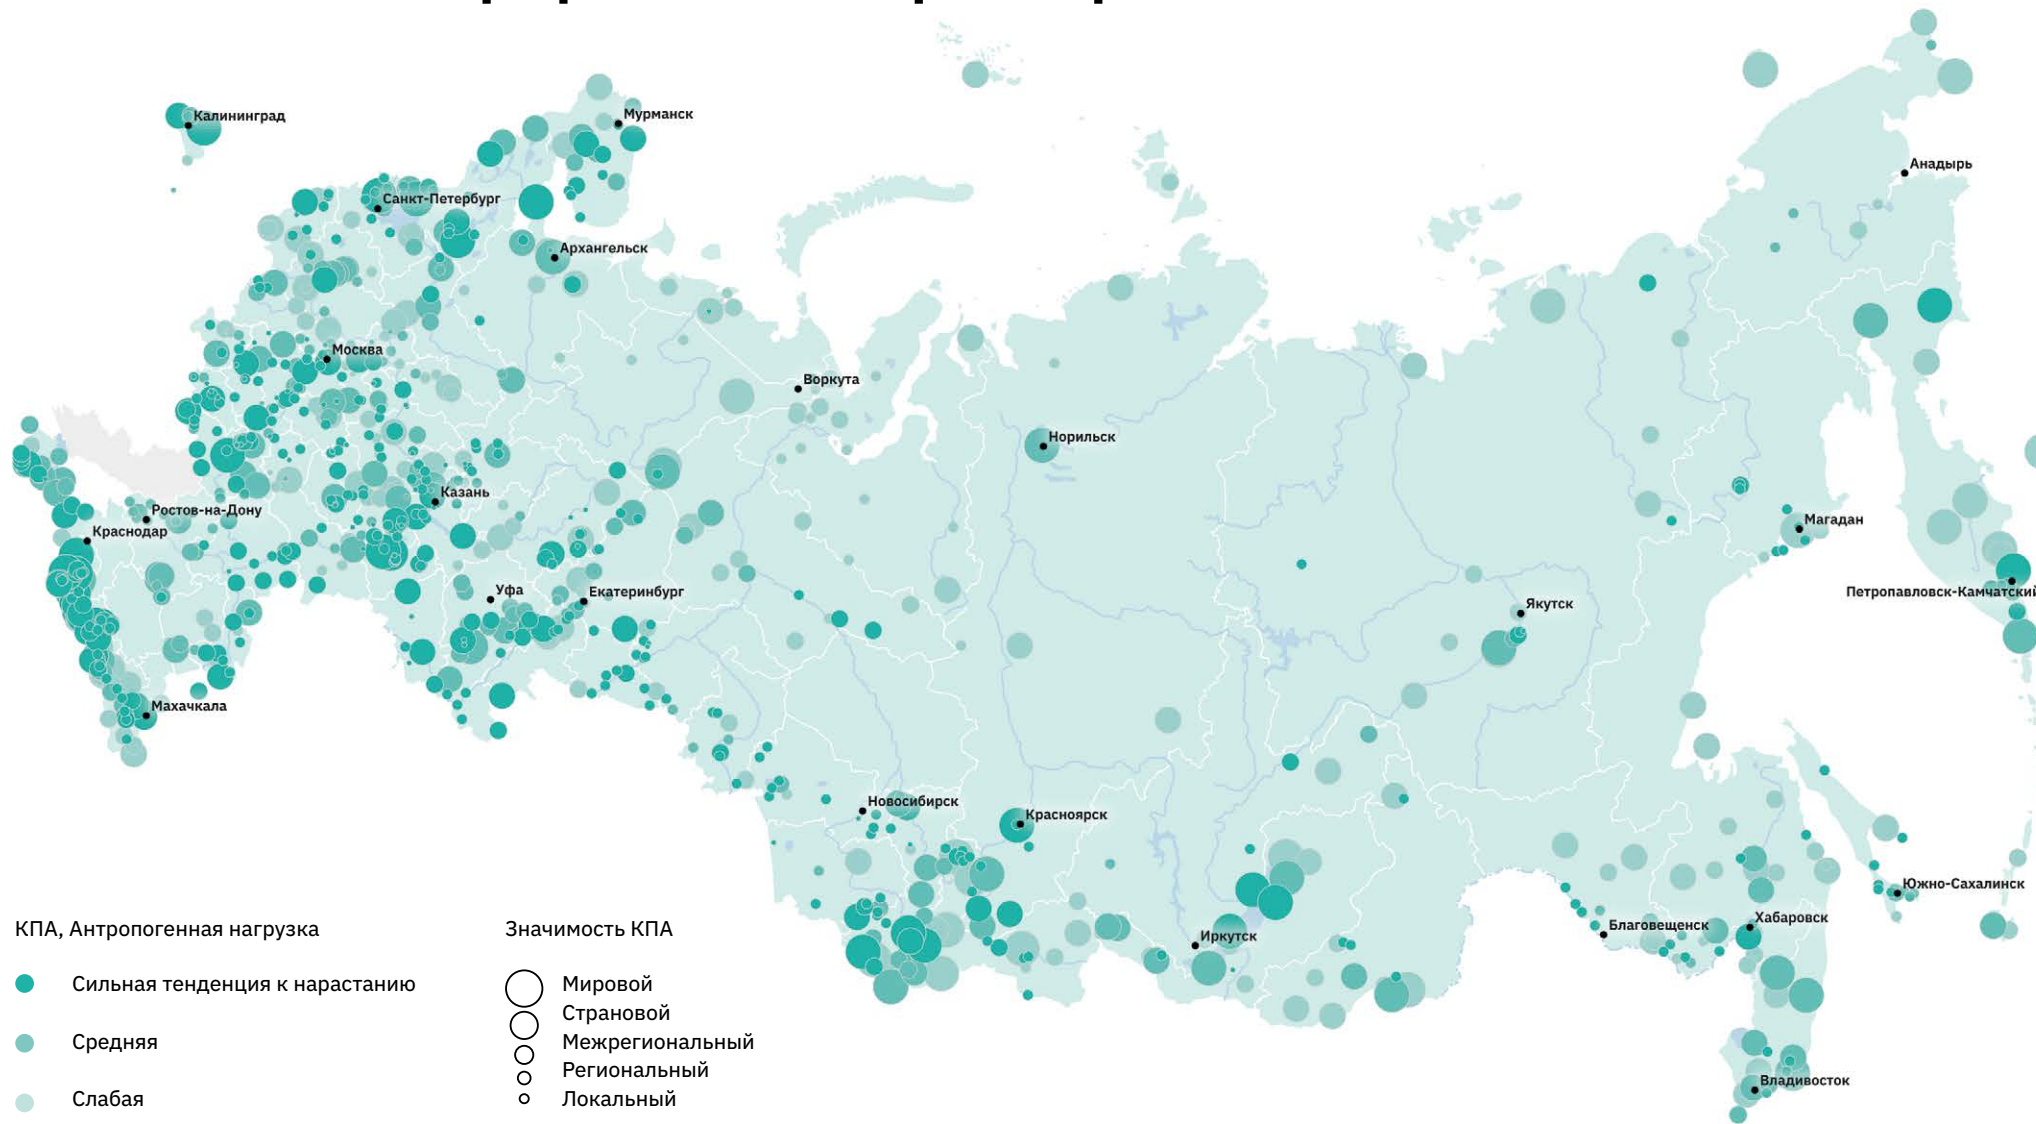 Калининград
Мурманск
Анадырь
Санкт-Петербург
Архангельск
Москва
Воркута
Норильск
Казань
Ростов-на-Дону
Магадан
Краснодар
Уфа
Екатеринбург
Петропавловск-Камчатский
Якутск
Махачкала
Новосибирск
Красноярск
Южно-Сахалинск
Хабаровск
Благовещенск
Иркутск
Владивосток
КПА, Антропогенная нагрузка
Сильная тенденция к нарастанию
Средняя
Слабая
Значимость КПА
Мировой
Страновой
Межрегиональный
Региональный
Локальный